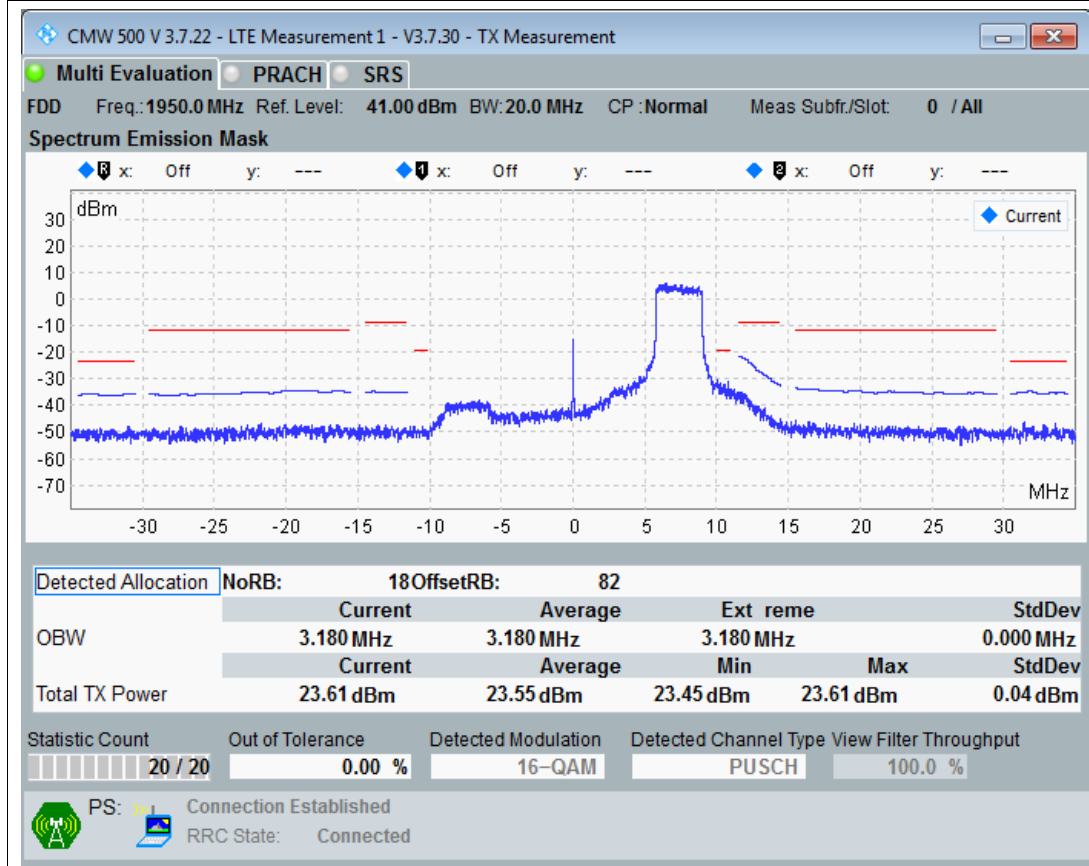 CMW 500 V 3.7.22 - LTE Measurement 1 - V3.7.30 - TX Measurement
Multi Evaluation PRACH SRS
FDD Freq.: 1950.0 MHz Ref. Level: 41.00 dBm BW: 20.0 MHz CP : Normal Meas Subfr./Slot: 0 / All
Spectrum Emission Mask
R x: Off y: --- 1 x: Off y: --- 2 x: Off y: ---
dBm
Current
30
20
10
0
-10
-20
-30
-40
-50
-60
-70
MHz
-30 -25 -20 -15 -10 -5 0 5 10 15 20 25 30
Detected Allocation NoRB: 18 OffsetRB: 82
Current Average Ext reme StdDev
OBW 3.180 MHz 3.180 MHz 3.180 MHz 0.000 MHz
Current Average Min Max StdDev
Total TX Power 23.61 dBm 23.55 dBm 23.45 dBm 23.61 dBm 0.04 dBm
Statistic Count Out of Tolerance Detected Modulation Detected Channel Type View Filter Throughput
20 / 20 0.00 % 16-QAM PUSCH 100.0 %
PS: Connection Established
RRC State: Connected